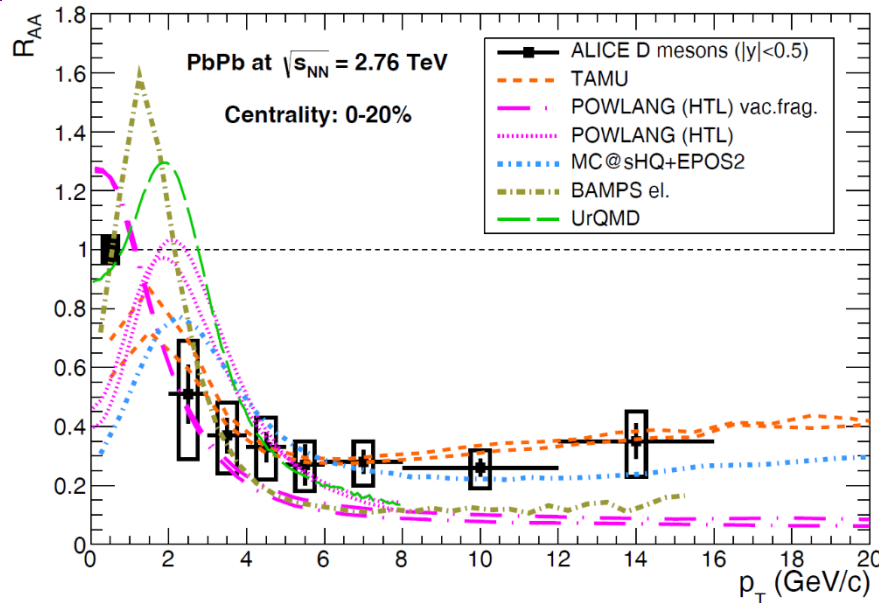 R_AA
1.8
1.6
1.4
1.2
1
0.8
0.6
0.4
0.2
0
PbPb at √s_NN = 2.76 TeV
Centrality: 0-20%
ALICE D mesons (|y|<0.5)
TAMU
POWLANG (HTL) vac.frag.
POWLANG (HTL)
MC@sHQ+EPOS2
BAMPS el.
UrQMD
0 2 4 6 8 10 12 14 16 18 20
p_T (GeV/c)